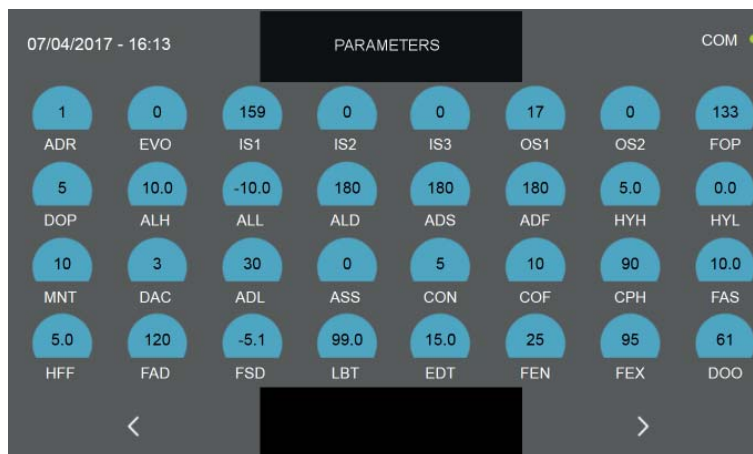 07/04/2017 - 16:13 PARAMETERS COM
1 0 159 0 0 17 0 133
ADR EVO IS1 IS2 IS3 OS1 OS2 FOP
5 10.0 -10.0 180 180 180 5.0 0.0
DOP ALH ALL ALD ADS ADF HYH HYL
10 3 30 0 5 10 90 10.0
MNT DAC ADL ASS CON COF CPH FAS
5.0 120 -5.1 99.0 15.0 25 95 61
HFF FAD FSD LBT EDT FEN FEX DOO